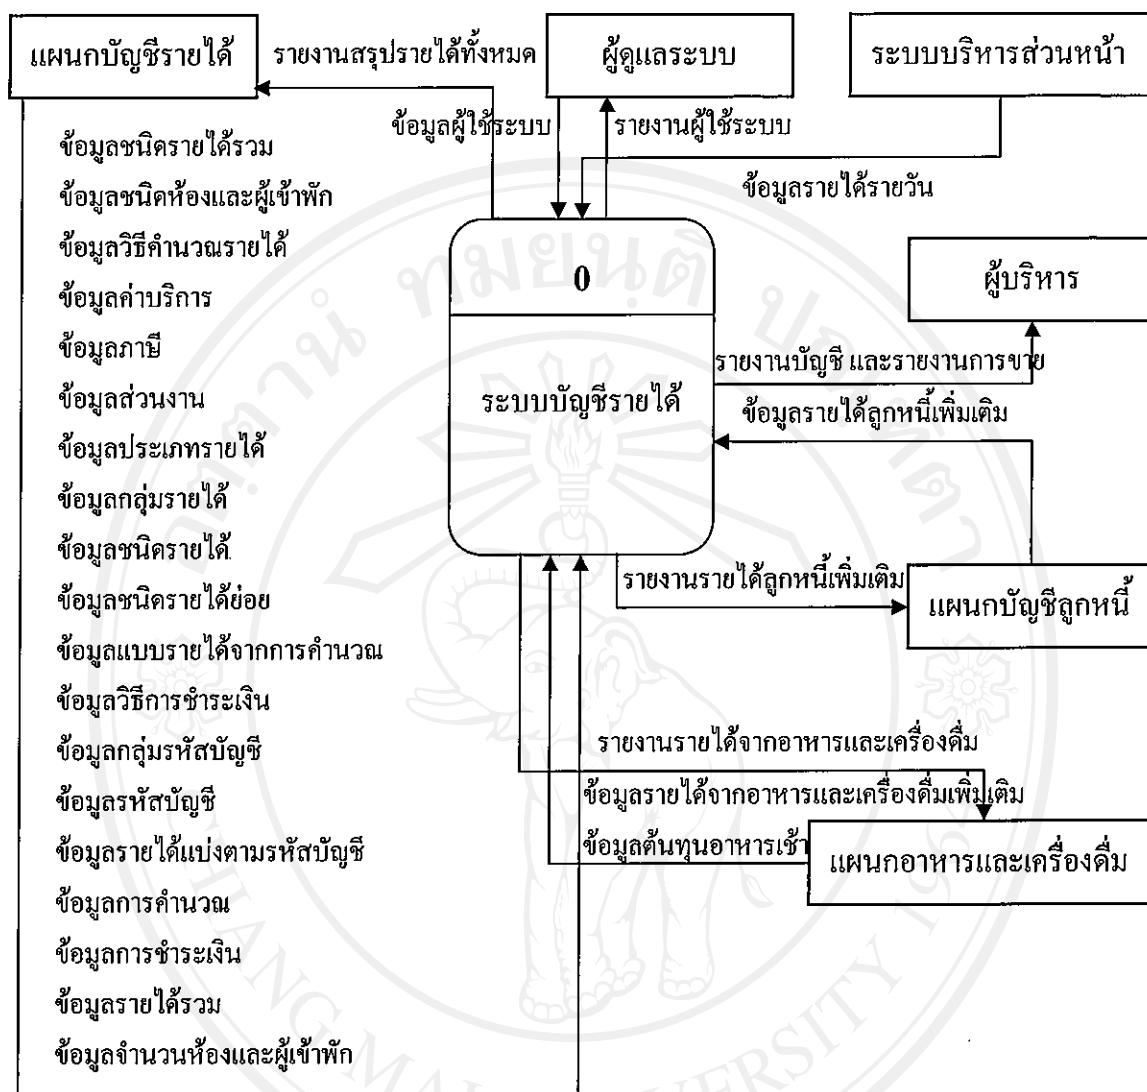 แผนกบัญชีรายได้
รายงานสรุปรายได้ทั้งหมด
ผู้ดูแลระบบ
ระบบบริหารส่วนหน้า
ข้อมูลผู้ใช้ระบบ
รายงานผู้ใช้ระบบ
ข้อมูลรายได้รายวัน
ข้อมูลชนิดรายได้รวม
ข้อมูลชนิดห้องและผู้เข้าพัก
ข้อมูลวิธีคำนวณรายได้
ข้อมูลค่าบริการ
ข้อมูลภาษี
ข้อมูลส่วนงาน
ข้อมูลประเภทรายได้
ข้อมูลกลุ่มรายได้
ข้อมูลชนิดรายได้
ข้อมูลชนิดรายได้ย่อย
ข้อมูลแบบรายได้จากการคำนวณ
ข้อมูลวิธีการชำระเงิน
ข้อมูลกลุ่มรหัสบัญชี
ข้อมูลรหัสบัญชี
ข้อมูลรายได้แบ่งตามรหัสบัญชี
ข้อมูลการคำนวณ
ข้อมูลการชำระเงิน
ข้อมูลรายได้รวม
ข้อมูลจำนวนห้องและผู้เข้าพัก
0
ระบบบัญชีรายได้
ผู้บริหาร
รายงานบัญชี และรายงานการขาย
ข้อมูลรายได้ลูกหนี้เพิ่มเติม
รายงานรายได้ลูกหนี้เพิ่มเติม
แผนกบัญชีลูกหนี้
รายงานรายได้จากอาหารและเครื่องดื่ม
ข้อมูลรายได้จากอาหารและเครื่องดื่มเพิ่มเติม
ข้อมูลต้นทุนอาหารเช้า
แผนกอาหารและเครื่องดื่ม